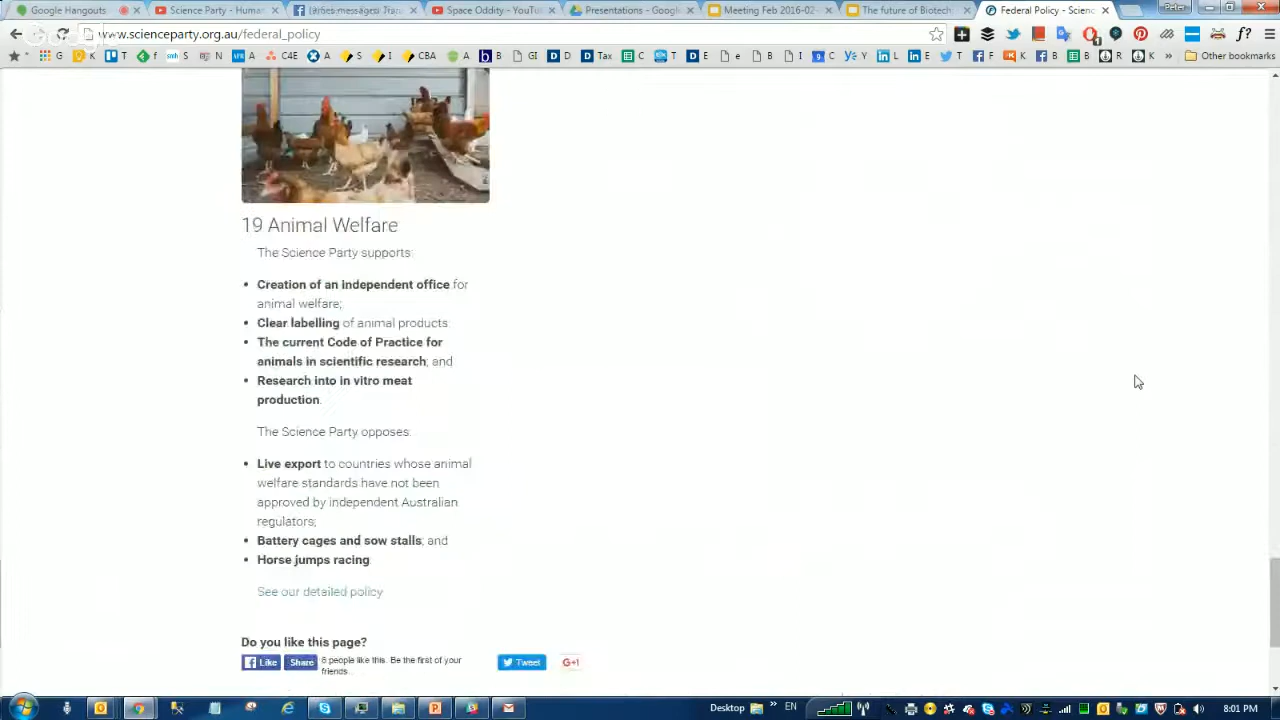 Google Hangouts
Science Party - Human
Space Oddity - YouTube
Presentations - Google
Meeting Feb 2016-02-
The future of Biotech
Federal Policy - Scienc
Peter
www.scienceparty.org.au/federal_policy
G K T T G N A C4E A S I CBA A B GI D Tax C T E e B I C Y L E T F K F B R K » Other bookmarks
19 Animal Welfare
The Science Party supports:
Creation of an independent office for
animal welfare;
Clear labelling of animal products:
The current Code of Practice for
animals in scientific research; and
Research into in vitro meat
production.
The Science Party opposes:
Live export to countries whose animal
welfare standards have not been
approved by independent Australian
regulators;
Battery cages and sow stalls; and
Horse jumps racing
See our detailed policy
Do you like this page?
Like Share 6 people like this. Be the first of your
friends.
Tweet
G+1
Desktop » EN 8:01 PM